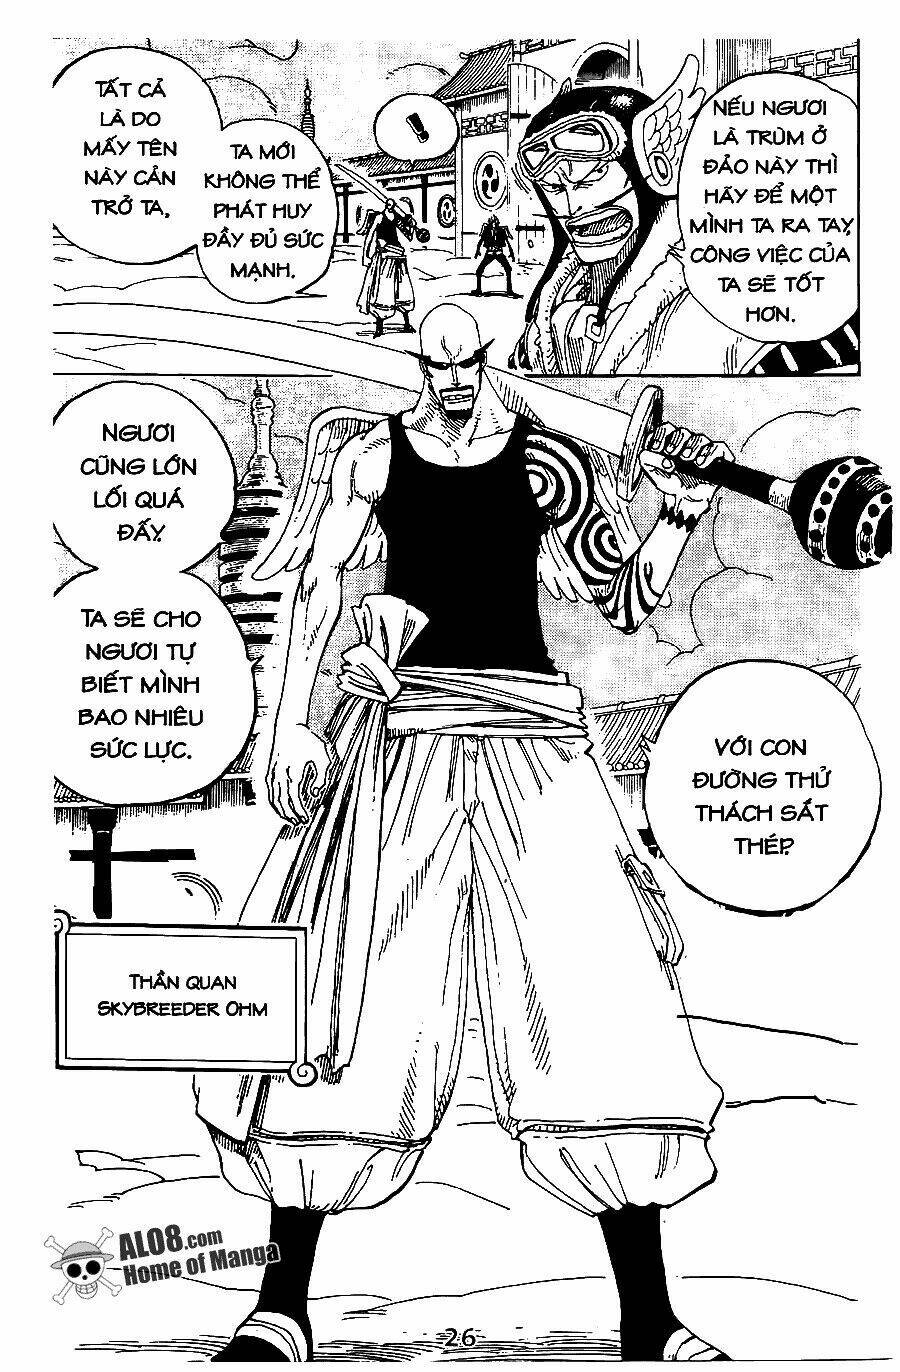 NẾU NGƯƠI
LÀ TRÙM Ở
ĐẢO NÀY THÌ
HÃY ĐỂ MỘT
MÌNH TA RA TAY,
CÔNG VIỆC CỦA
TA SẼ TỐT
HƠN.
!!
TẤT CẢ
LÀ DO
MẤY TÊN
NÀY CẢN
TRỞ TA,
TA MỚI
KHÔNG THỂ
PHÁT HUY
ĐẦY ĐỦ SỨC
MẠNH.
NGƯƠI
CŨNG LỚN
LỐI QUÁ
ĐẤY.
TA SẼ CHO
NGƯƠI TỰ
BIẾT MÌNH
BAO NHIÊU
SỨC LỰC.
VỚI CON
ĐƯỜNG THỬ
THÁCH SẮT
THÉP?
THẦN QUAN
SKYBREEDER OHM
AL08.com
Home of Manga
26